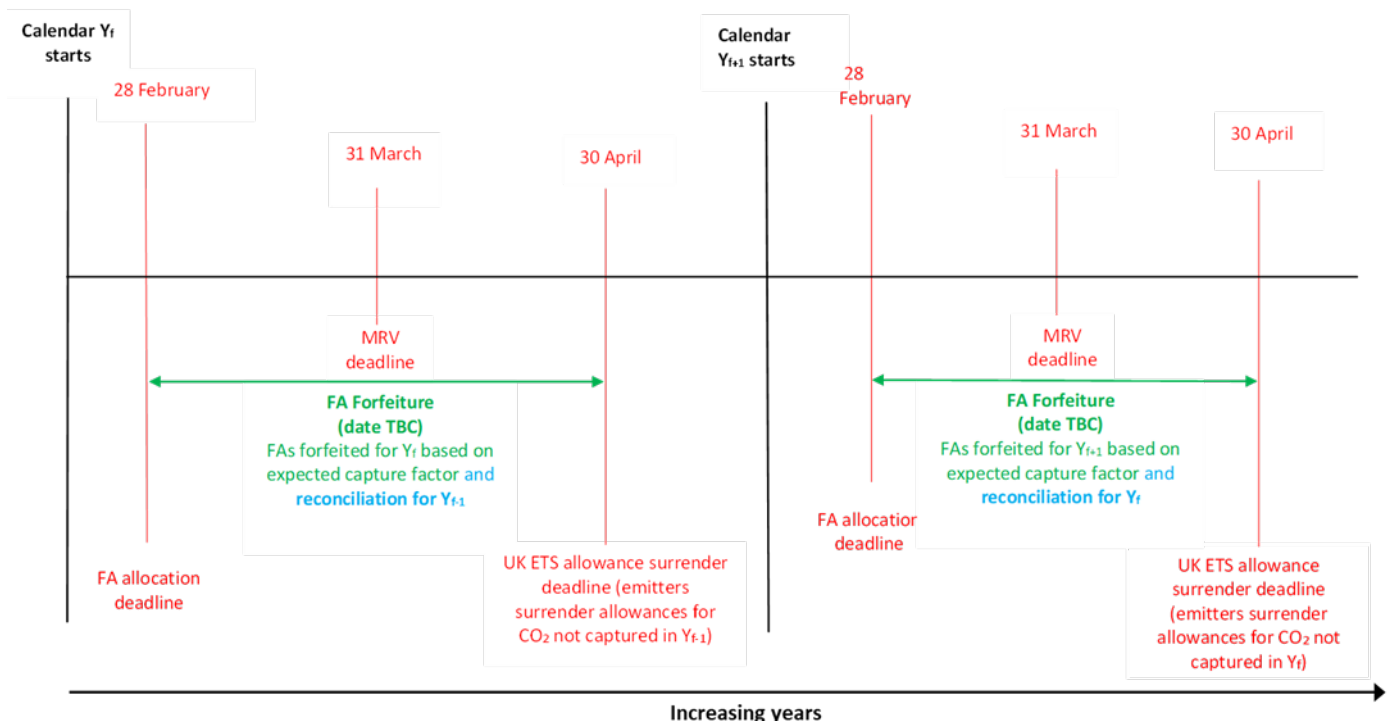 Calendar Yf
starts
28 February
31 March
30 April
Calendar
Yf+1 starts
28
February
31 March
30 April
MRV
deadline
FA Forfeiture
(date TBC)
FAs forfeited for Yf based on
expected capture factor and
reconciliation for Yf-1
FA allocation
deadline
UK ETS allowance surrender
deadline (emitters
surrender allowances for
CO₂ not captured in Yf-1)
MRV
deadline
FA Forfeiture
(date TBC)
FAs forfeited for Yf+1 based on
expected capture factor and
reconciliation for Yf
FA allocation
deadline
UK ETS allowance
surrender deadline
(emitters surrender
allowances for CO₂ not
captured in Yf)
Increasing years